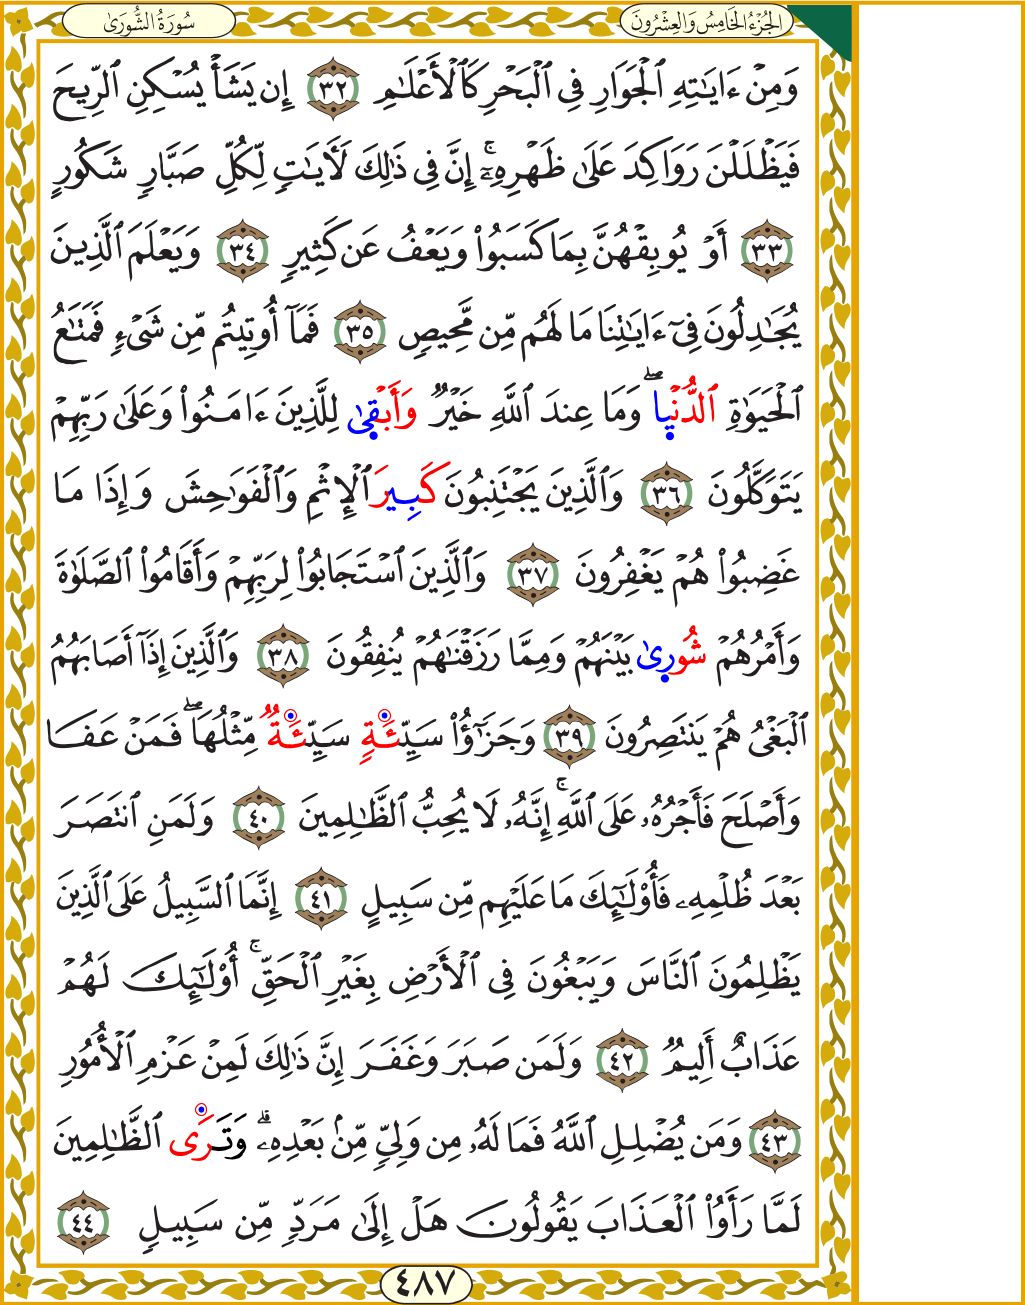 الجُزْءُ الخَامِسُ وَالعِشْرُونَ
سُورَةُ الشُّورَىٰ
وَمِنْ ءَايَٰتِهِ ٱلْجَوَارِ فِي ٱلْبَحْرِ كَٱلْأَعْلَٰمِ ٣٢ إِن يَشَأْ يُسْكِنِ ٱلرِّيحَ
فَيَظْلَلْنَ رَوَاكِدَ عَلَىٰ ظَهْرِهِۦٓۚ إِنَّ فِي ذَٰلِكَ لَأٓيَٰتٍ لِّكُلِّ صَبَّارٍ شَكُورٍ
٣٣ أَوْ يُوبِقْهُنَّ بِمَا كَسَبُوا۟ وَيَعْفُ عَن كَثِيرٍ ٣٤ وَيَعْلَمَ ٱلَّذِينَ
يُجَٰدِلُونَ فِيٓ ءَايَٰتِنَا مَا لَهُم مِّن مَّحِيصٍ ٣٥ فَمَآ أُوتِيتُم مِّن شَيْءٍ فَمَتَٰعُ
ٱلْحَيَوٰةِ ٱلدُّنْيٜاۖ وَمَا عِندَ ٱللَّهِ خَيْرٌ وَأَبْقٜىٰ لِلَّذِينَ ءَامَنُوا۟ وَعَلَىٰ رَبِّهِمْ
يَتَوَكَّلُونَ ٣٦ وَٱلَّذِينَ يَجْتَنِبُونَ كَبِيرَ ٱلْإِثْمِ وَٱلْفَوَٰحِشَ وَإِذَا مَا
غَضِبُوا۟ هُمْ يَغْفِرُونَ ٣٧ وَٱلَّذِينَ ٱسْتَجَابُوا۟ لِرَبِّهِمْ وَأَقَامُوا۟ ٱلصَّلَوٰةَ
وَأَمْرُهُمْ شُورٜىٰ بَيْنَهُمْ وَمِمَّا رَزَقْنَٰهُمْ يُنفِقُونَ ٣٨ وَٱلَّذِينَ إِذَآ أَصَابَهُمُ
ٱلْبَغْيُ هُمْ يَنتَصِرُونَ ٣٩ وَجَزَٰٓؤُا۟ سَيِّئَةٍ سَيِّئَةٌ مِّثْلُهَاۖ فَمَنْ عَفَا
وَأَصْلَحَ فَأَجْرُهُۥ عَلَى ٱللَّهِۚ إِنَّهُۥ لَا يُحِبُّ ٱلظَّٰلِمِينَ ٤٠ وَلَمَنِ ٱنتَصَرَ
بَعْدَ ظُلْمِهِۦ فَأُو۟لَٰٓئِكَ مَا عَلَيْهِم مِّن سَبِيلٍ ٤١ إِنَّمَا ٱلسَّبِيلُ عَلَى ٱلَّذِينَ
يَظْلِمُونَ ٱلنَّاسَ وَيَبْغُونَ فِي ٱلْأَرْضِ بِغَيْرِ ٱلْحَقِّۚ أُو۟لَٰٓئِكَ لَهُمْ
عَذَابٌ أَلِيمٌ ٤٢ وَلَمَن صَبَرَ وَغَفَرَ إِنَّ ذَٰلِكَ لَمِنْ عَزْمِ ٱلْأُمُورِ
٤٣ وَمَن يُضْلِلِ ٱللَّهُ فَمَا لَهُۥ مِن وَلِيٍّ مِّنۢ بَعْدِهِۦۗ وَتَرَى ٱلظَّٰلِمِينَ
لَمَّا رَأَوُا۟ ٱلْعَذَابَ يَقُولُونَ هَلْ إِلَىٰ مَرَدٍّ مِّن سَبِيلٍ ٤٤
٤٨٧